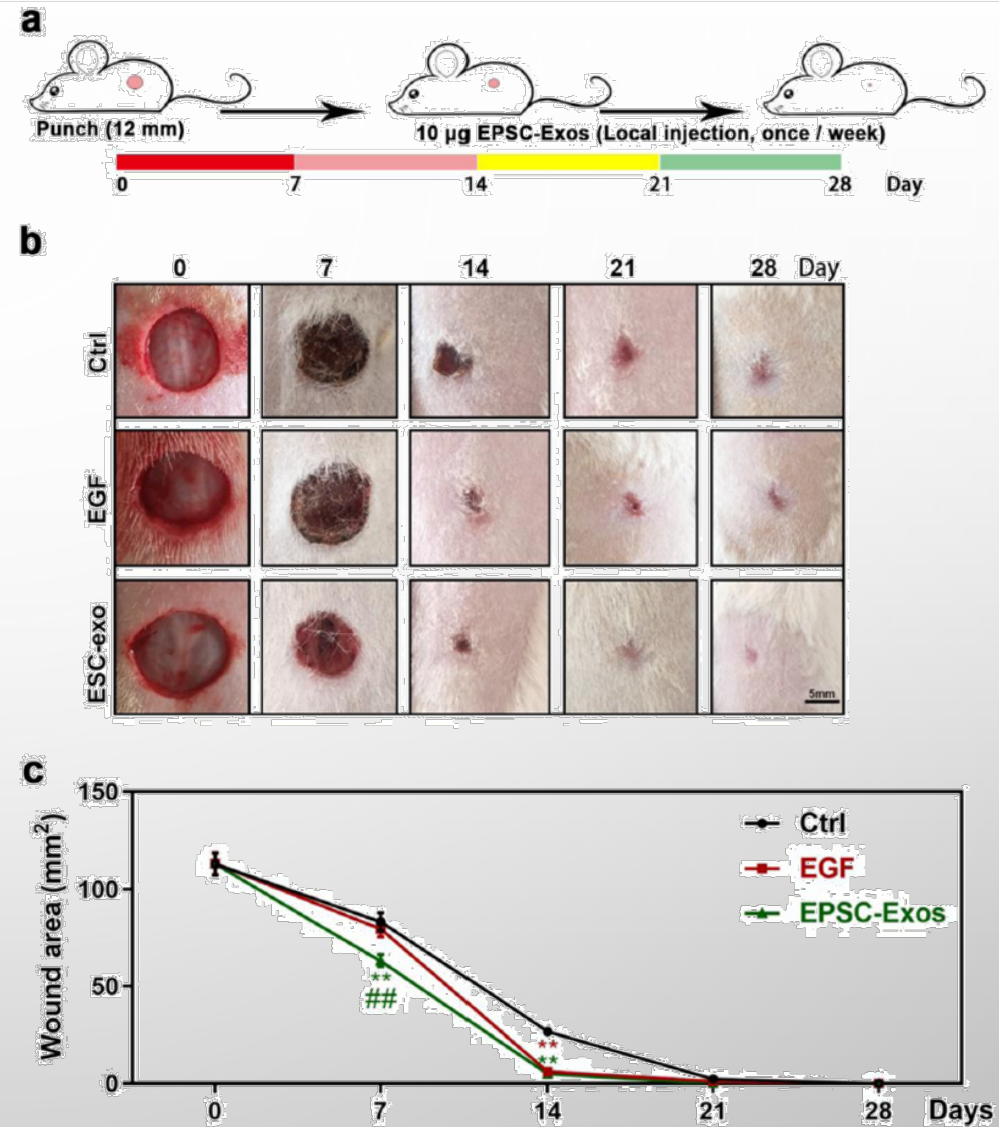 a
Punch (12 mm)
10 μg EPSC-Exos (Local injection, once / week)
0 7 14 21 28 Day
b
0 7 14 21 28 Day
Ctrl
EGF
ESC-exo
5mm
c
Wound area (mm²)
150
100
50
0
Ctrl
EGF
EPSC-Exos
**
##
**
**
0 7 14 21 28 Days